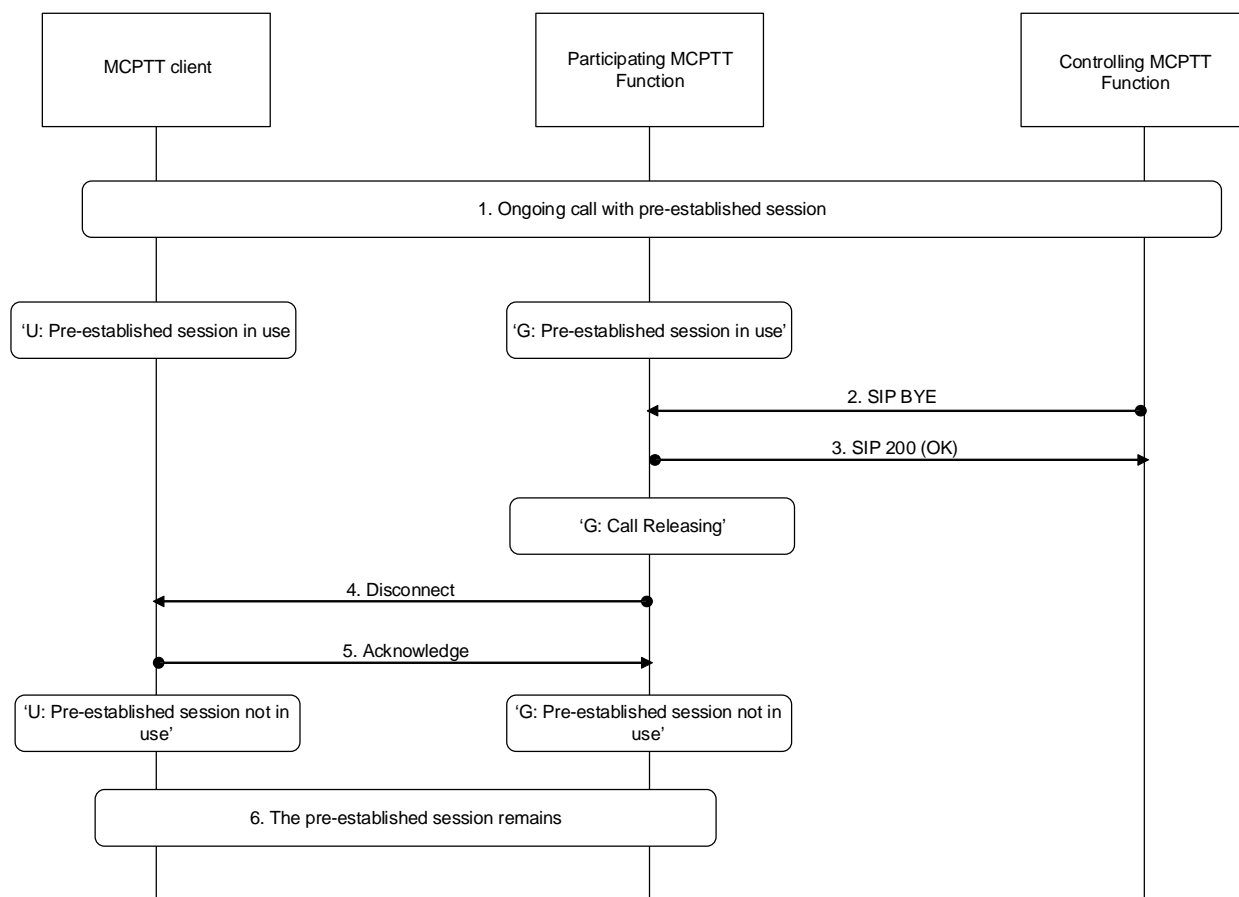 MCPTT client
Participating MCPTT
Function
Controlling MCPTT
Function
1. Ongoing call with pre-established session
‘U: Pre-established session in use
‘G: Pre-established session in use’
2. SIP BYE
3. SIP 200 (OK)
‘G: Call Releasing’
4. Disconnect
5. Acknowledge
‘U: Pre-established session not in
use’
‘G: Pre-established session not in
use’
6. The pre-established session remains